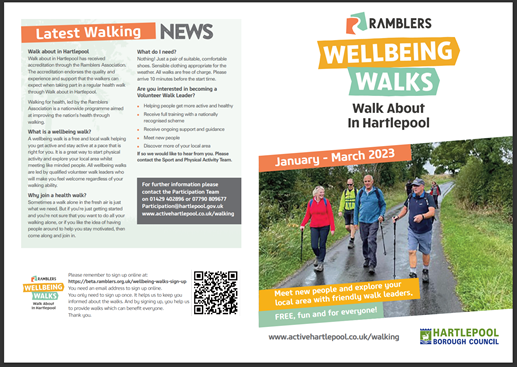 Latest Walking NEWS
Walk about in Hartlepool
Walk about in Hartlepool has received
accreditation through the Ramblers Association.
The accreditation endorses the quality and
experience and support that the walkers can
expect when taking part in a regular health walk
through Walk about in Hartlepool.
Walking for health, led by the Ramblers
Association is a nationwide programme aimed
at improving the nation's health through
walking.
What is a wellbeing walk?
A wellbeing walk is a free and local walk helping
you get active and stay active at a pace that is
right for you. It is a great way to start physical
activity and explore your local area whilst
meeting like minded people. All wellbeing walks
are led by qualified volunteer walk leaders who
will make you feel welcome regardless of your
walking ability.
Why join a health walk?
Sometimes a walk alone in the fresh air is just
what we need. But if you're just getting started
and you're not sure that you want to do all your
walking alone, or if you like the idea of having
people around to help you stay motivated, then
come along and join in.
What do I need?
Nothing! Just a pair of suitable, comfortable
shoes. Sensible clothing appropriate for the
weather. All walks are free of charge. Please
arrive 10 minutes before the start time.
Are you interested in becoming a
Volunteer Walk Leader?
Helping people get more active and healthy
Receive full training with a nationally
recognised scheme
Receive ongoing support and guidance
Meet new people
Discover more of your local area
If so we would like to hear from you. Please
contact the Sport and Physical Activity Team.
For further information please
contact the Participation Team
on 01429 402896 or 07790 809677
Participation@hartlepool.gov.uk
www.activehartlepool.co.uk/walking
RAMBLERS
WELLBEING
WALKS
Walk About
In Hartlepool
Please remember to sign up online at:
https://beta.ramblers.org.uk/wellbeing-walks-sign-up
You need an email address to sign up online.
You only need to sign up once. It helps us to keep you
informed about the walks. And by signing up, you help us
to provide walks which can benefit everyone.
Thank you.
RAMBLERS
WELLBEING
WALKS
Walk About
In Hartlepool
January - March 2023
Meet new people and explore your
local area with friendly walk leaders.
FREE, fun and for everyone!
www.activehartlepool.co.uk/walking
HARTLEPOOL
BOROUGH COUNCIL